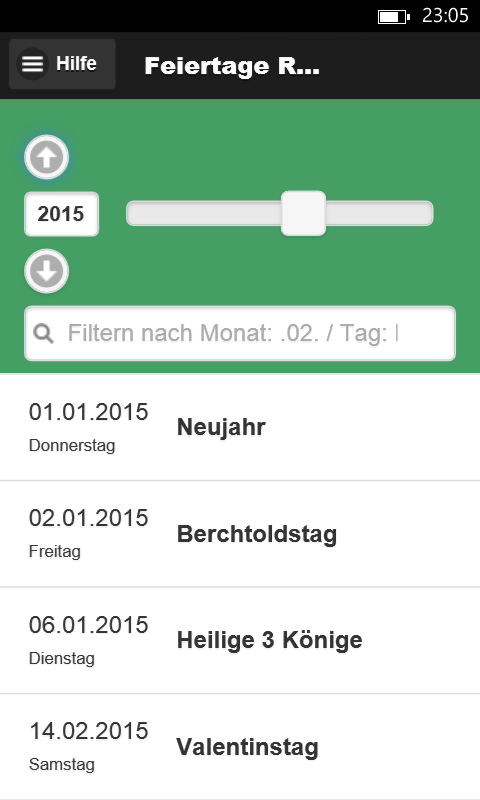 23:05
Hilfe
Feiertage R...
2015
Filtern nach Monat: .02. / Tag:
01.01.2015
Donnerstag
Neujahr
02.01.2015
Freitag
Berchtoldstag
06.01.2015
Dienstag
Heilige 3 Könige
14.02.2015
Samstag
Valentinstag